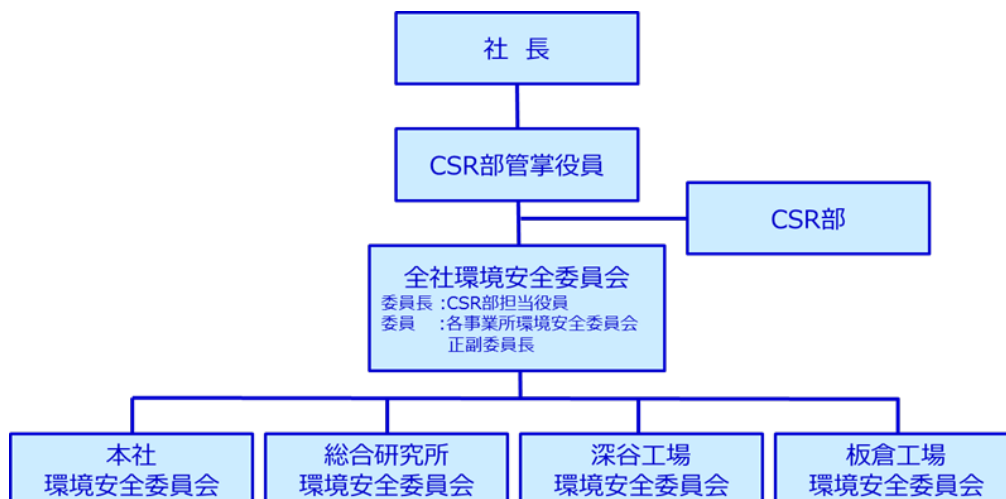 社 長
CSR部管掌役員
CSR部
全社環境安全委員会
委員長 :CSR部担当役員
委員 :各事業所環境安全委員会
正副委員長
本社
環境安全委員会
総合研究所
環境安全委員会
深谷工場
環境安全委員会
板倉工場
環境安全委員会